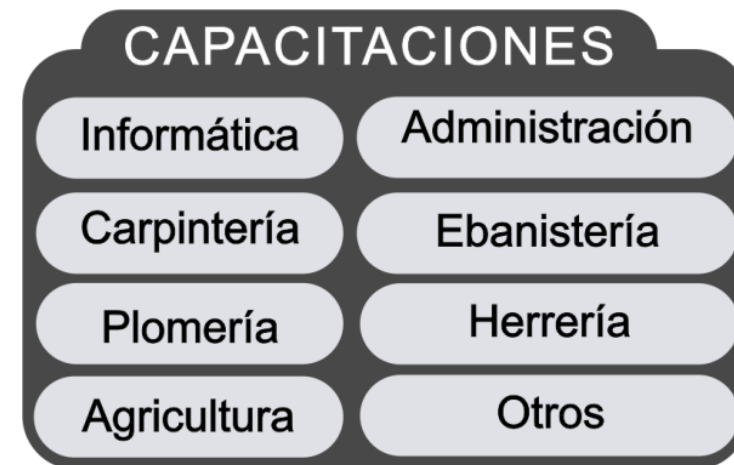 CAPACITACIONES
Informática
Administración
Carpintería
Ebanistería
Plomería
Herrería
Agricultura
Otros